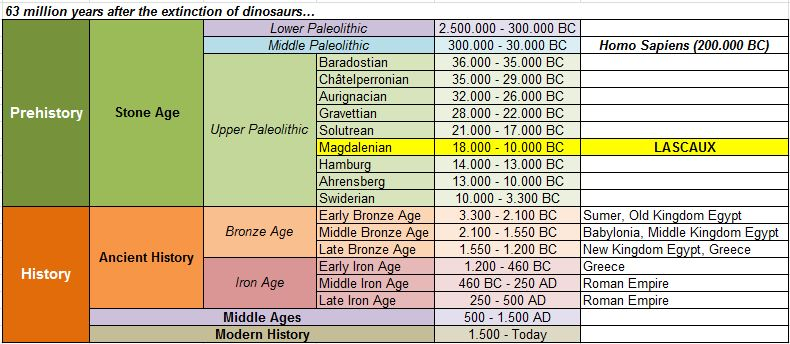 63 million years after the extinction of dinosaurs…
Prehistory
Stone Age
Lower Paleolithic 2.500.000 - 300.000 BC
Middle Paleolithic 300.000 - 30.000 BC Homo Sapiens (200.000 BC)
Upper Paleolithic
Baradostian 36.000 - 35.000 BC
Châtelperronian 35.000 - 29.000 BC
Aurignacian 32.000 - 26.000 BC
Gravettian 28.000 - 22.000 BC
Solutrean 21.000 - 17.000 BC
Magdalenian 18.000 - 10.000 BC LASCAUX
Hamburg 14.000 - 13.000 BC
Ahrensberg 13.000 - 10.000 BC
Swiderian 10.000 - 3.300 BC
History
Ancient History
Bronze Age
Early Bronze Age 3.300 - 2.100 BC Sumer, Old Kingdom Egypt
Middle Bronze Age 2.100 - 1.550 BC Babylonia, Middle Kingdom Egypt
Late Bronze Age 1.550 - 1.200 BC New Kingdom Egypt, Greece
Iron Age
Early Iron Age 1.200 - 460 BC Greece
Middle Iron Age 460 BC - 250 AD Roman Empire
Late Iron Age 250 - 500 AD Roman Empire
Middle Ages 500 - 1.500 AD
Modern History 1.500 - Today